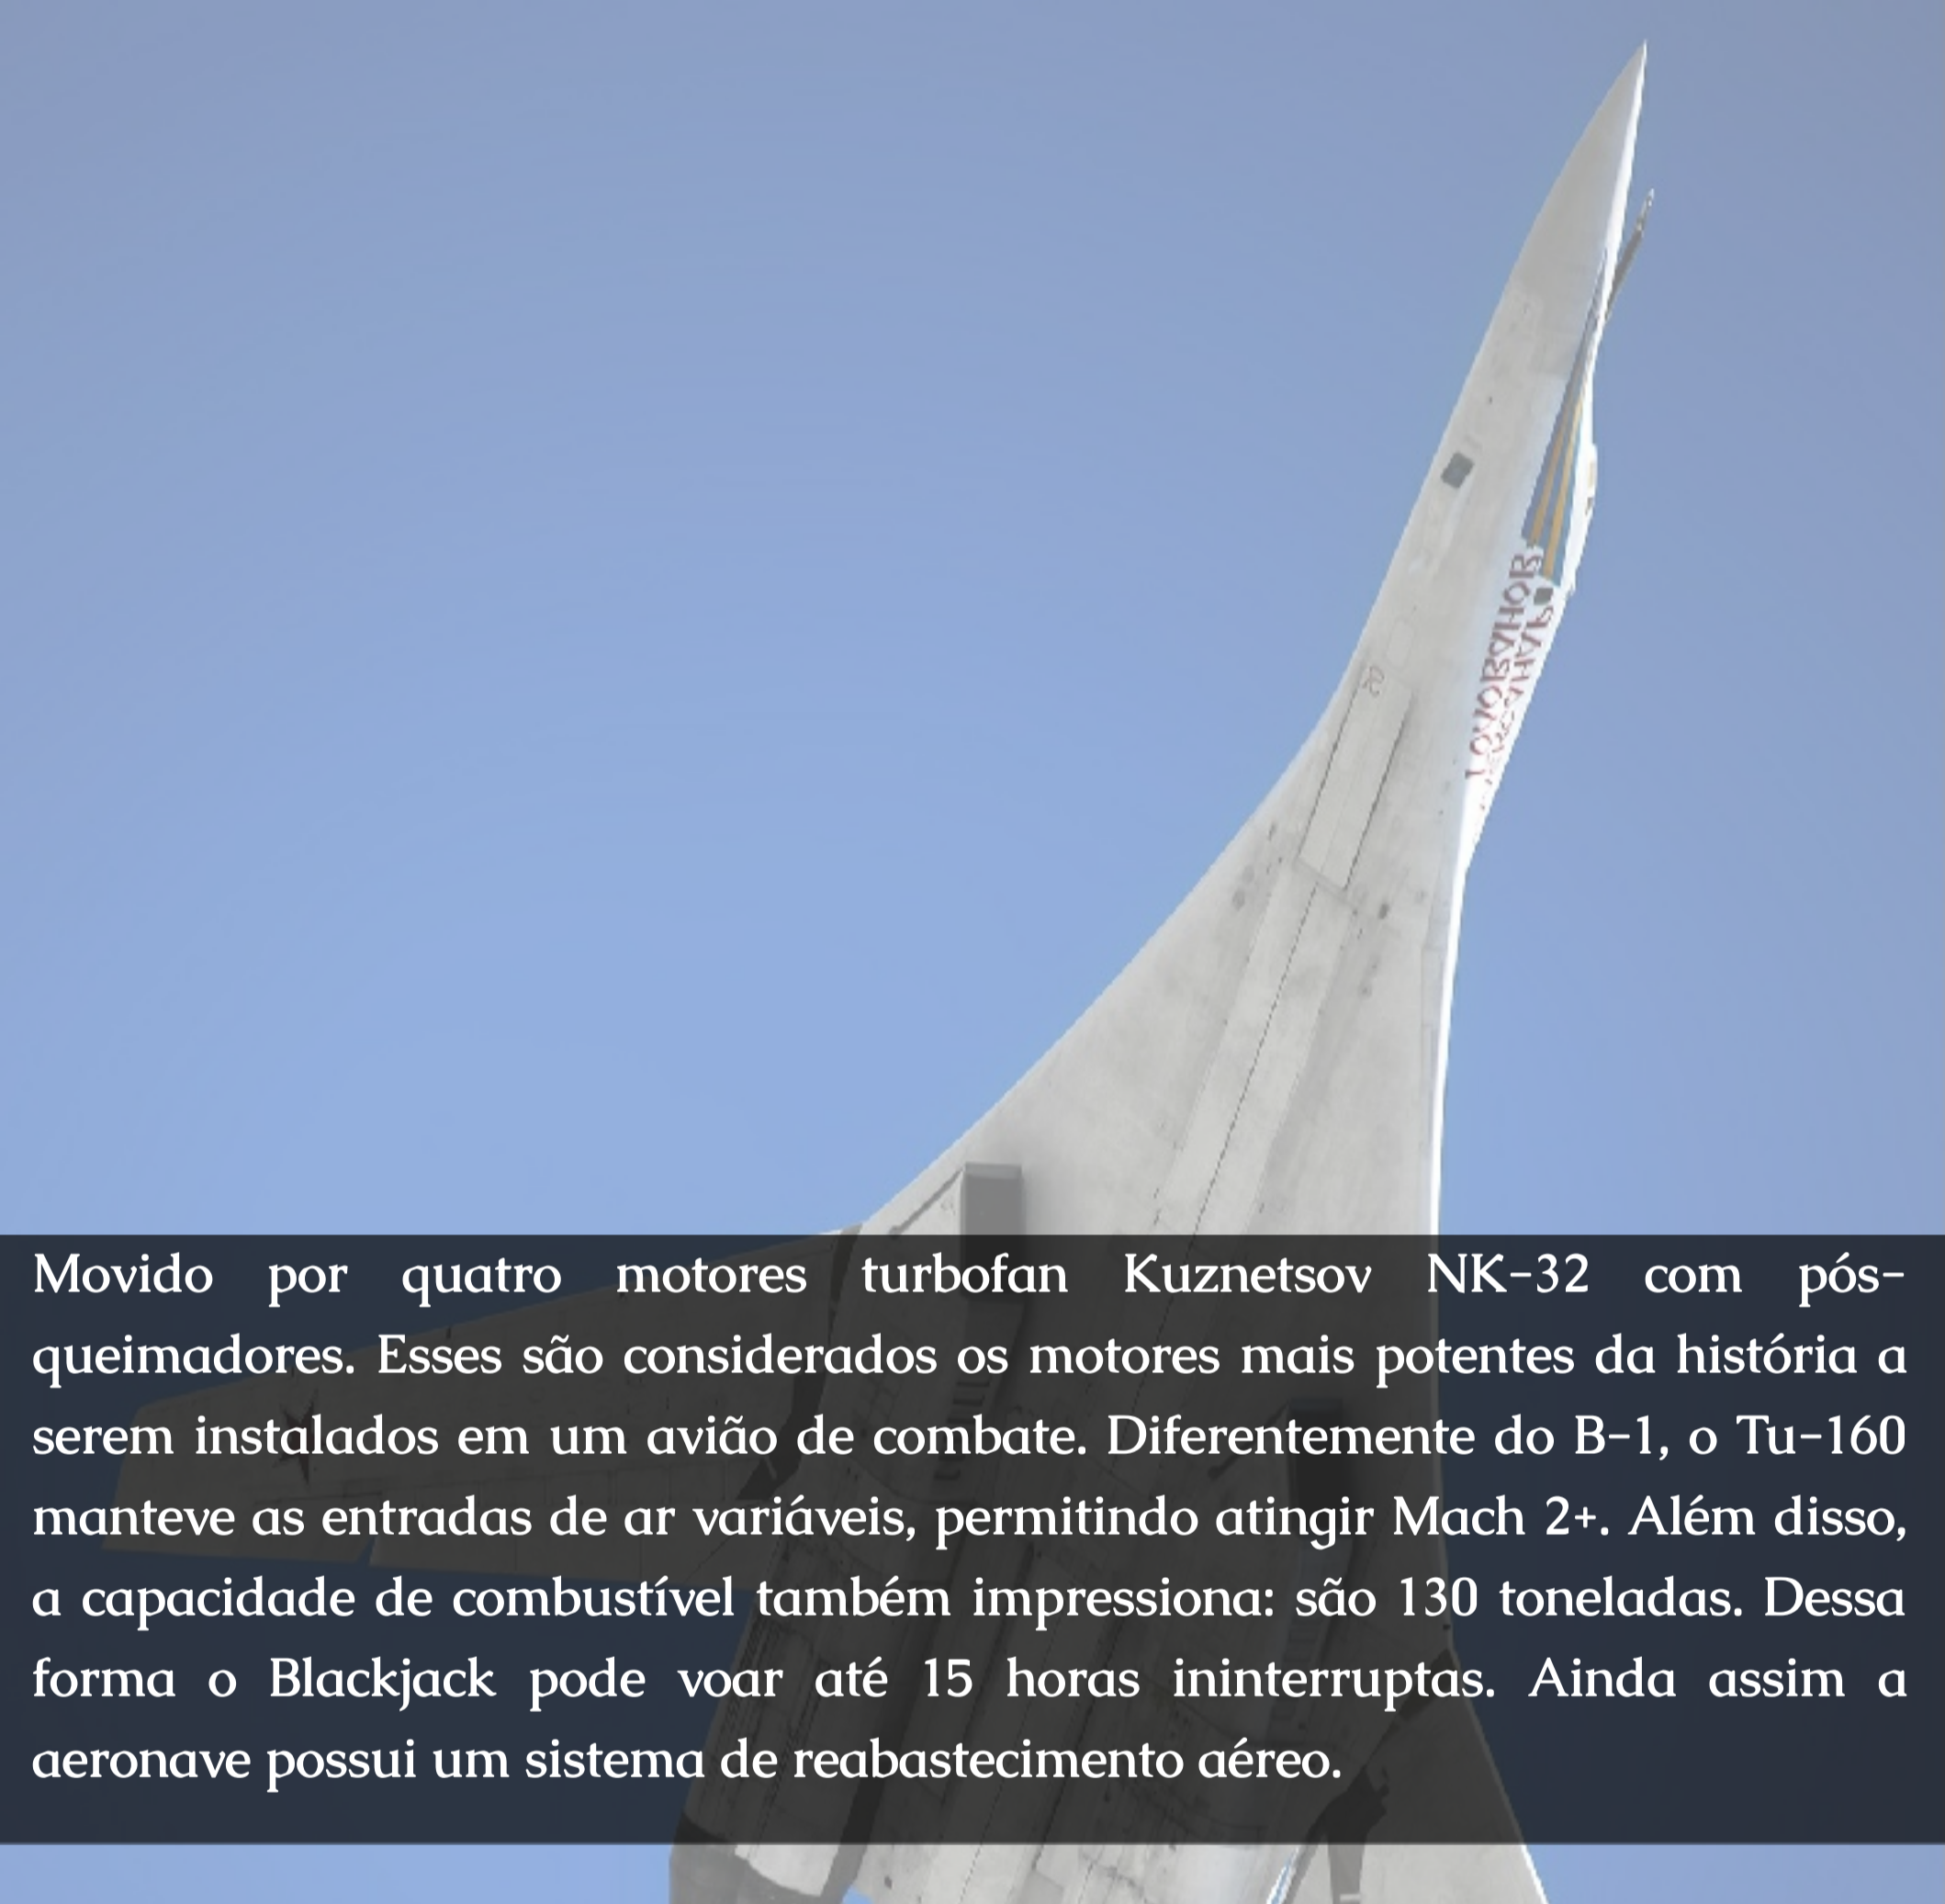 Movido por quatro motores turbofan Kuznetsov NK-32 com pós-
queimadores. Esses são considerados os motores mais potentes da história a
serem instalados em um avião de combate. Diferentemente do B-1, o Tu-160
manteve as entradas de ar variáveis, permitindo atingir Mach 2+. Além disso,
a capacidade de combustível também impressiona: são 130 toneladas. Dessa
forma o Blackjack pode voar até 15 horas ininterruptas. Ainda assim a
aeronave possui um sistema de reabastecimento aéreo.